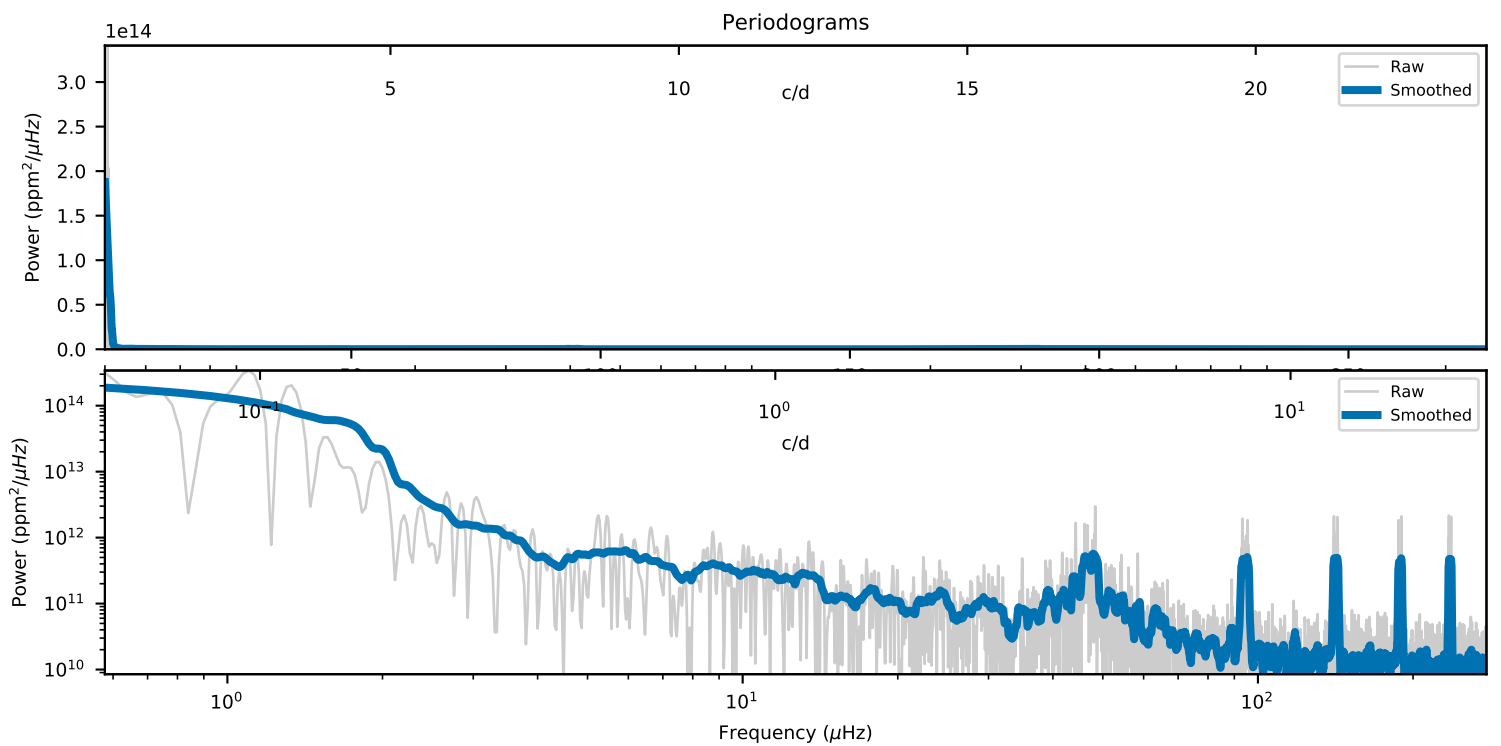 Periodograms
1e14
5 10 15 20
c/d
Raw
Smoothed
3.0
2.5
2.0
1.5
1.0
0.5
0.0
Power (ppm²/μHz)
10⁻¹ 10⁰ 10¹
c/d
Raw
Smoothed
10¹⁴
10¹³
10¹²
10¹¹
10¹⁰
Power (ppm²/μHz)
10⁰ 10¹ 10²
Frequency (μHz)